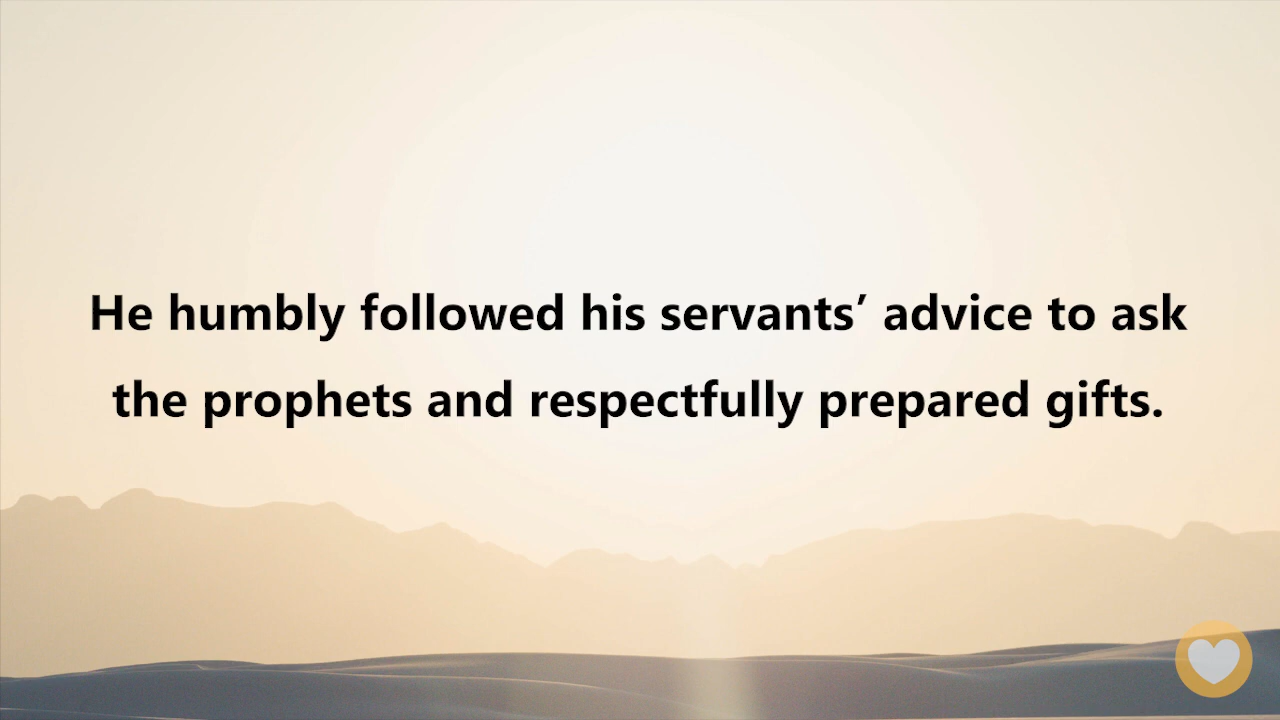 He humbly followed his servants’ advice to ask
the prophets and respectfully prepared gifts.